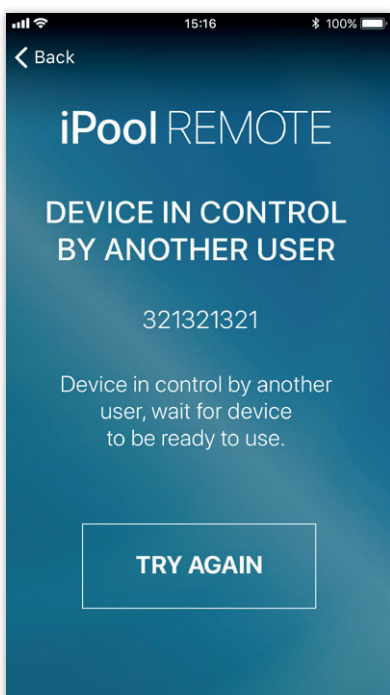 15:16 100%
Back
iPool REMOTE
DEVICE IN CONTROL
BY ANOTHER USER
321321321
Device in control by another
user, wait for device
to be ready to use.
TRY AGAIN